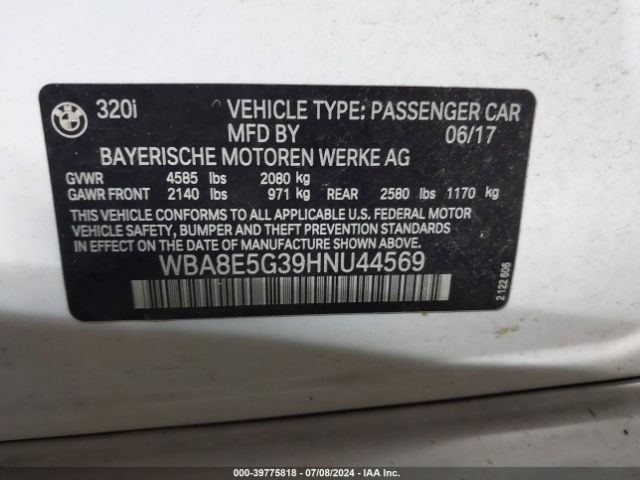 BMW 320i VEHICLE TYPE: PASSENGER CAR
MFD BY 06/17
BAYERISCHE MOTOREN WERKE AG
GVWR 4585 lbs 2080 kg
GAWR FRONT 2140 lbs 971 kg REAR 2580 lbs 1170 kg
THIS VEHICLE CONFORMS TO ALL APPLICABLE U.S. FEDERAL MOTOR
VEHICLE SAFETY, BUMPER, AND THEFT PREVENTION STANDARDS
IN EFFECT ON THE DATE OF MANUFACTURE SHOWN ABOVE.
WBA8E5G39HNU44569
2 122 606
000-39775818 - 07/08/2024 - IAA Inc.